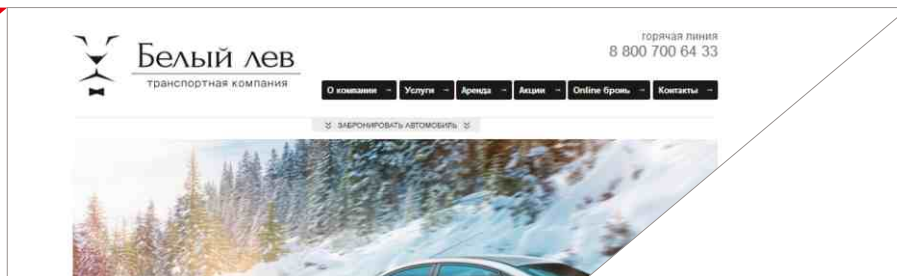 Белый лев
транспортная компания
горячая линия
8 800 700 64 33
О компании
Услуги
Аренда
Акции
Online бронь
Контакты
ЗАБРОНИРОВАТЬ АВТОМОБИЛЬ